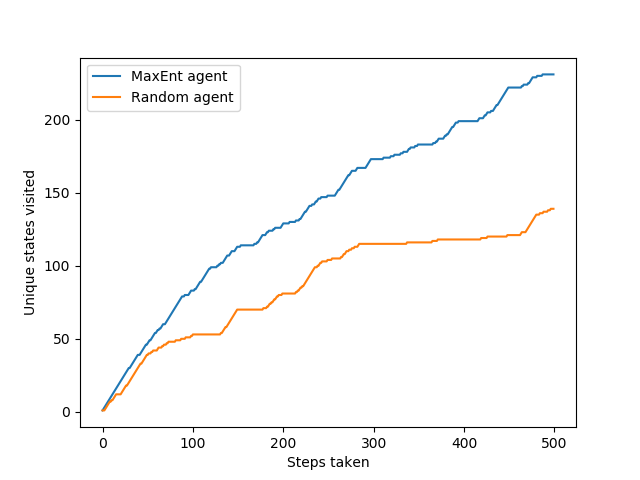 MaxEnt agent
Random agent
Unique states visited
200
150
100
50
0
0 100 200 300 400 500
Steps taken